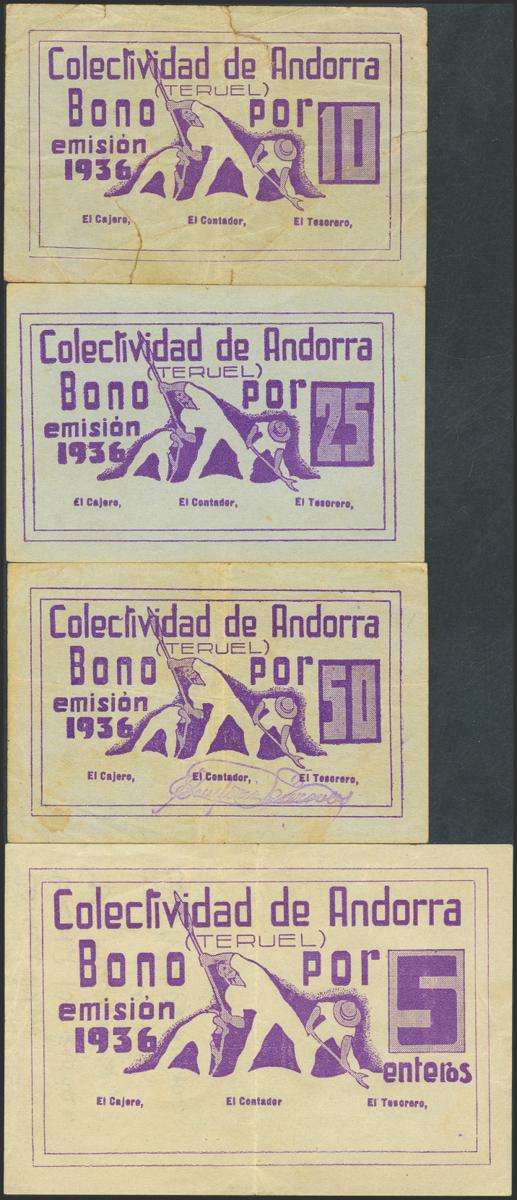 Colectividad de Andorra
(TERUEL)
Bono por 10
emisión
1936
El Cajero, El Contador, El Tesorero,
Colectividad de Andorra
(TERUEL)
Bono por 25
emisión
1936
El Cajero, El Contador, El Tesorero,
Colectividad de Andorra
(TERUEL)
Bono por 50
emisión
1936
El Cajero, El Contador, El Tesorero,
Colectividad de Andorra
(TERUEL)
Bono por 5
emisión
1936
enteros
El Cajero, El Contador El Tesorero,